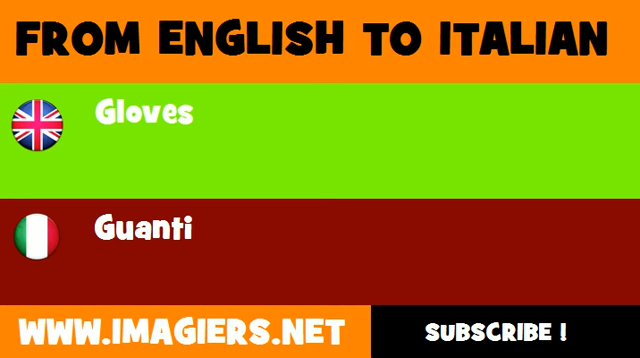 FROM ENGLISH TO ITALIAN
Gloves
Guanti
WWW.IMAGIERS.NET
SUBSCRIBE !